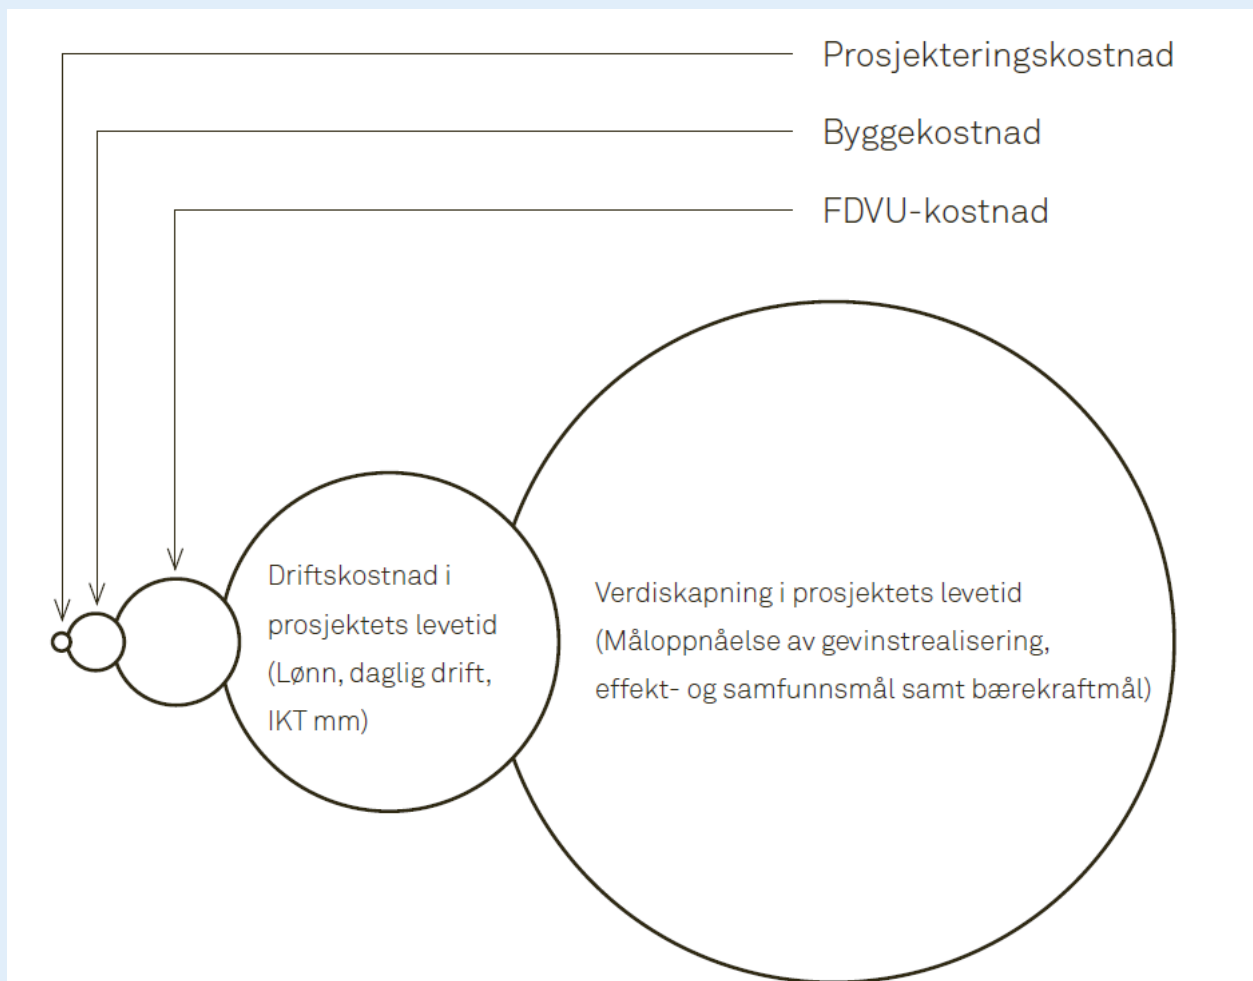 Prosjekteringskostnad
Byggekostnad
FDVU-kostnad
Driftskostnad i
prosjektets levetid
(Lønn, daglig drift,
IKT mm)
Verdiskapning i prosjektets levetid
(Måloppnåelse av gevinstrealisering,
effekt- og samfunnsmål samt bærekraftmål)